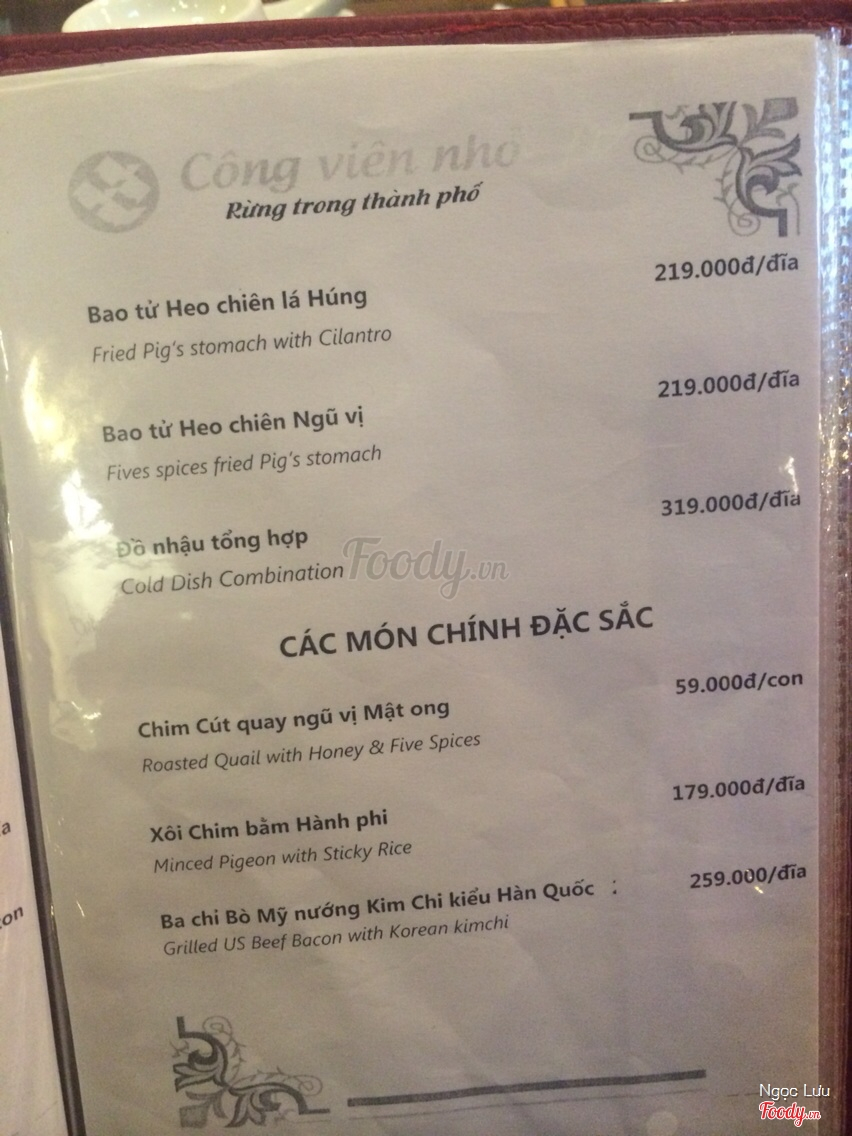 Công viên nhỏ
Rừng trong thành phố
Bao tử Heo chiên lá Húng 219.000đ/đĩa
Fried Pig's stomach with Cilantro
Bao tử Heo chiên Ngũ vị 219.000đ/đĩa
Fives spices fried Pig's stomach
Đồ nhậu tổng hợp 319.000đ/đĩa
Cold Dish Combination
Foody.vn
CÁC MÓN CHÍNH ĐẶC SẮC
Chim Cút quay ngũ vị Mật ong 59.000đ/con
Roasted Quail with Honey & Five Spices
Xôi Chim bằm Hành phi 179.000đ/đĩa
Minced Pigeon with Sticky Rice
Ba chi Bò Mỹ nướng Kim Chi kiểu Hàn Quốc : 259.000/đĩa
Grilled US Beef Bacon with Korean kimchi
a
on
Ngọc Lưu
Foody.vn